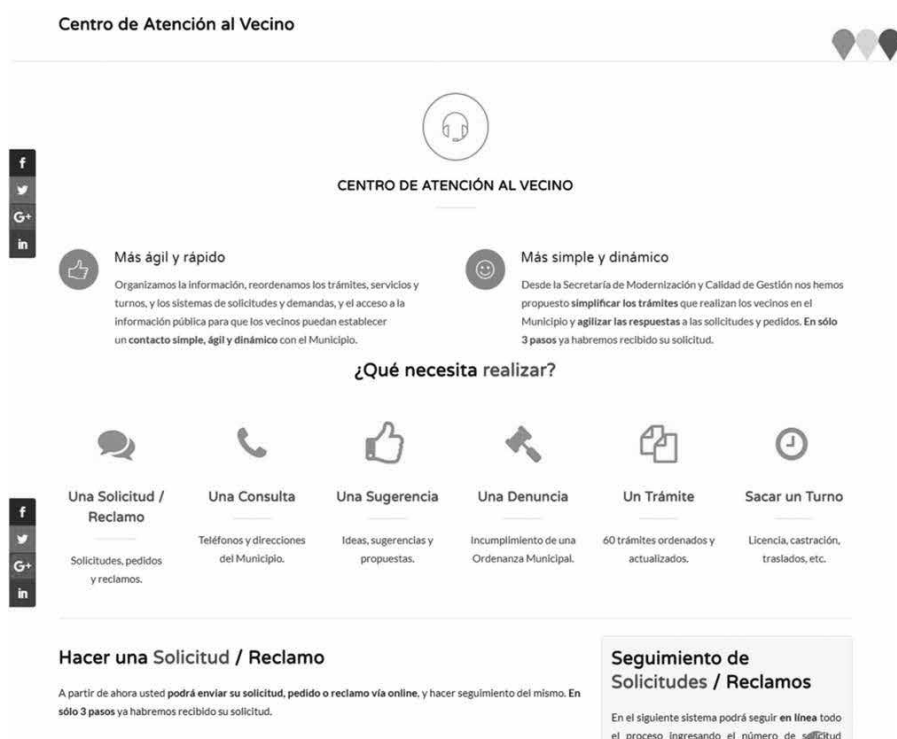 Centro de Atención al Vecino
f
G+
in
CENTRO DE ATENCIÓN AL VECINO
Más ágil y rápido
Organizamos la información, reordenamos los trámites, servicios y
turnos, y los sistemas de solicitudes y demandas, y el acceso a la
información pública para que los vecinos puedan establecer
un contacto simple, ágil y dinámico con el Municipio.
Más simple y dinámico
Desde la Secretaría de Modernización y Calidad de Gestión nos hemos
propuesto simplificar los trámites que realizan los vecinos en el
Municipio y agilizar las respuestas a las solicitudes y pedidos. En sólo
3 pasos ya habremos recibido su solicitud.
¿Qué necesita realizar?
Una Solicitud /
Reclamo
Solicitudes, pedidos
y reclamos.
Una Consulta
Teléfonos y direcciones
del Municipio.
Una Sugerencia
Ideas, sugerencias y
propuestas.
Una Denuncia
Incumplimiento de una
Ordenanza Municipal.
Un Trámite
60 trámites ordenados y
actualizados.
Sacar un Turno
Licencia, castración,
traslados, etc.
f
G+
in
Hacer una Solicitud / Reclamo
A partir de ahora usted podrá enviar su solicitud, pedido o reclamo vía online, y hacer seguimiento del mismo. En
sólo 3 pasos ya habremos recibido su solicitud.
Seguimiento de
Solicitudes / Reclamos
En el siguiente sistema podrá seguir en línea todo
el proceso ingresando el número de solicitud